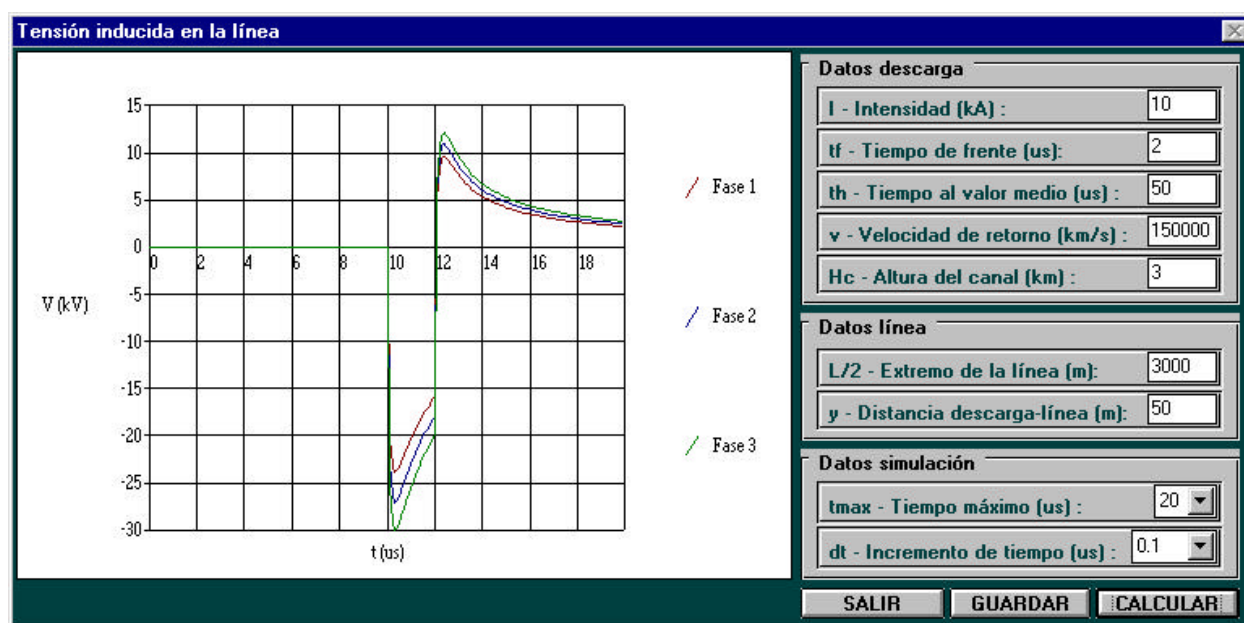 Tensión inducida en la línea
15
10
5
0
-5
-10
-15
-20
-25
-30
0 2 4 6 8 10 12 14 16 18
V (kV)
t (us)
Fase 1
Fase 2
Fase 3
Datos descarga
I - Intensidad (kA) : 10
tf - Tiempo de frente (us): 2
th - Tiempo al valor medio (us) : 50
v - Velocidad de retorno (km/s) : 150000
Hc - Altura del canal (km) : 3
Datos línea
L/2 - Extremo de la línea (m): 3000
y - Distancia descarga-línea (m): 50
Datos simulación
tmax - Tiempo máximo (us) : 20
dt - Incremento de tiempo (us) : 0.1
SALIR GUARDAR CALCULAR